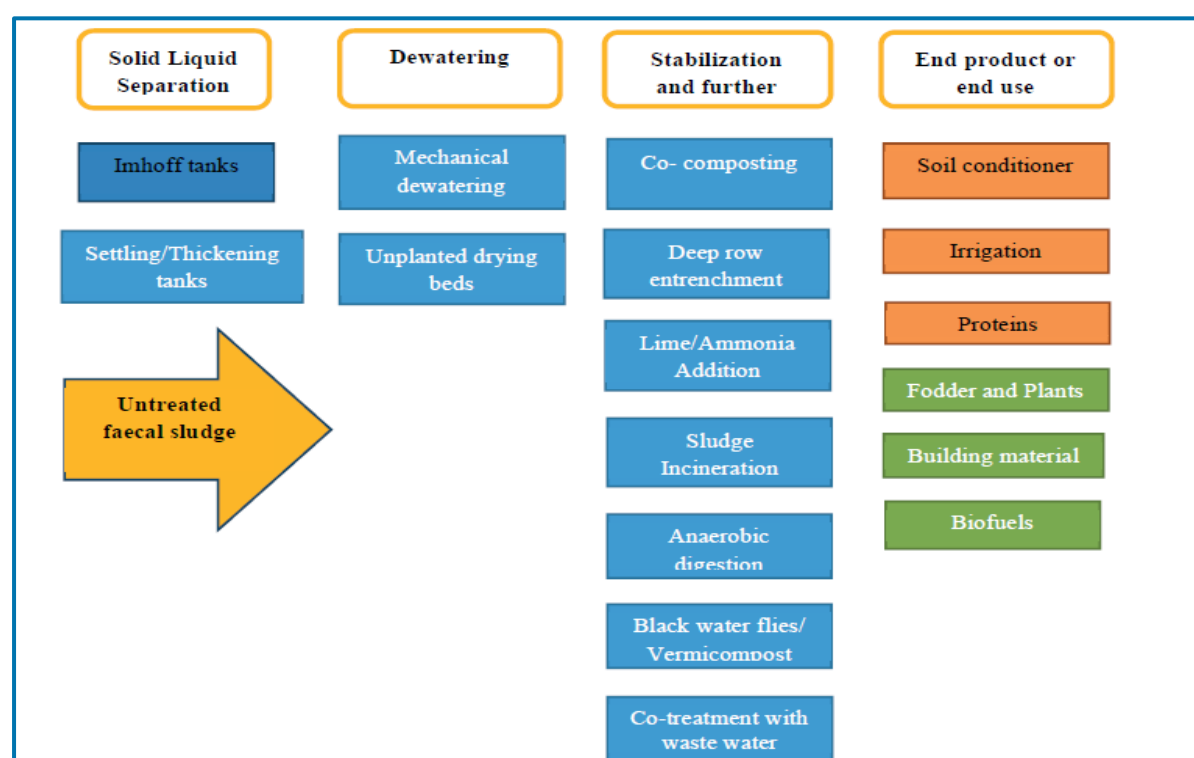 Solid Liquid
Separation
Dewatering
Stabilization
and further
End product or
end use
Imhoff tanks
Mechanical
dewatering
Co- composting
Soil conditioner
Settling/Thickening
tanks
Unplanted drying
beds
Deep row
entrenchment
Irrigation
Lime/Ammonia
Addition
Proteins
Untreated
faecal sludge
Fodder and Plants
Sludge
Incineration
Building material
Anaerobic
digestion
Biofuels
Black water flies/
Vermicompost
Co-treatment with
waste water